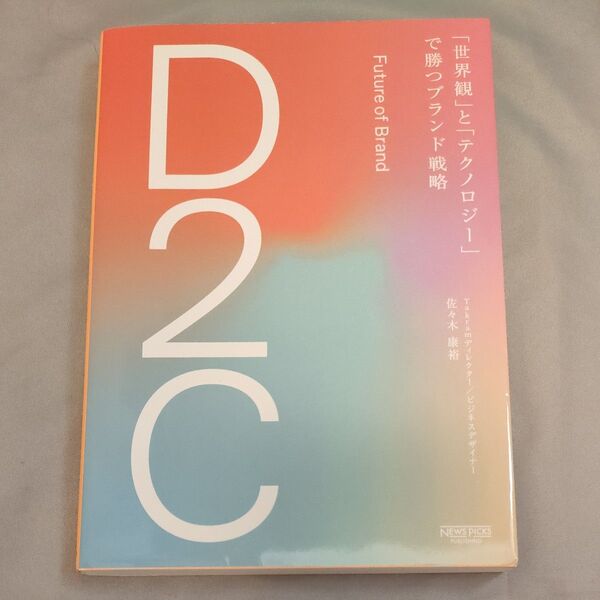 D2C
Future of Brand
「世界観」と「テクノロジー」
で勝つブランド戦略
Takramディレクター／ビジネスデザイナー
佐々木 康裕
NEWS PICKS
PUBLISHING